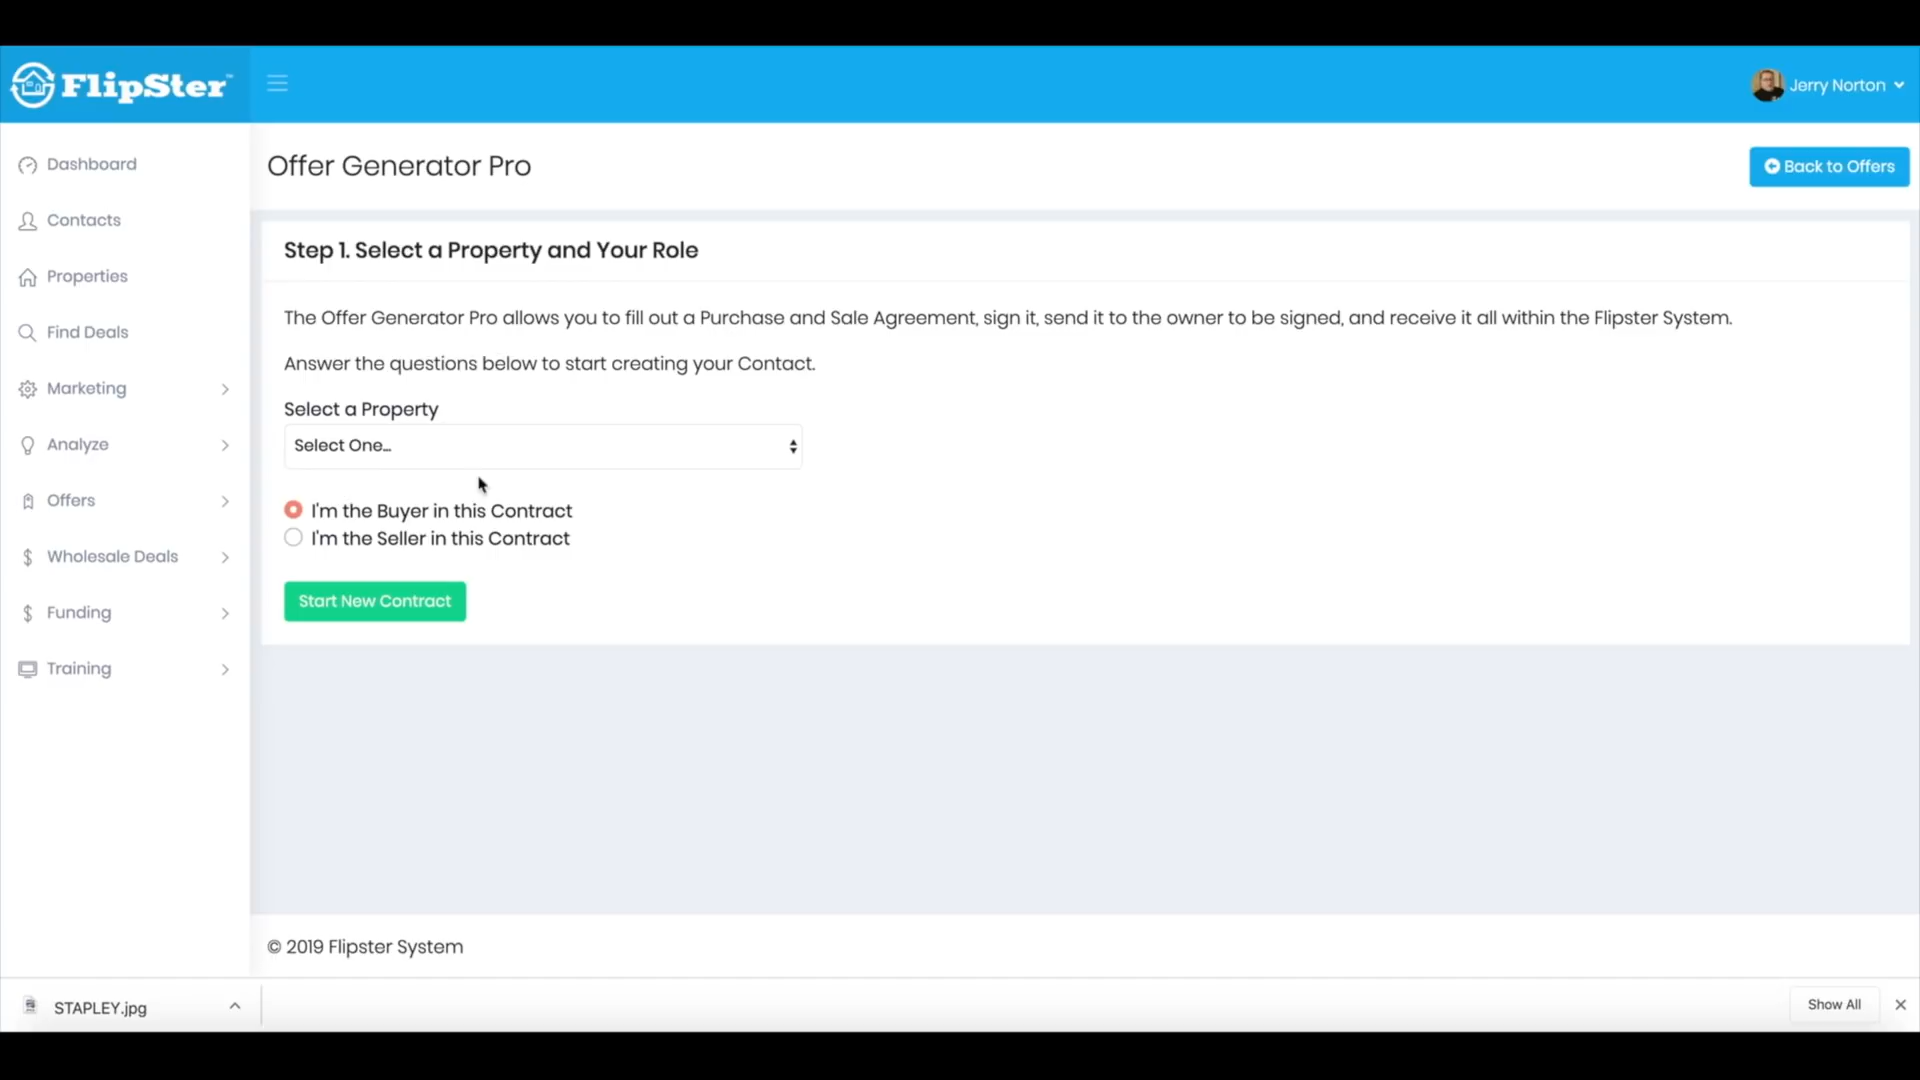 FlipSter™
Jerry Norton
Dashboard
Contacts
Properties
Find Deals
Marketing
Analyze
Offers
Wholesale Deals
Funding
Training
Offer Generator Pro
Back to Offers
Step 1. Select a Property and Your Role
The Offer Generator Pro allows you to fill out a Purchase and Sale Agreement, sign it, send it to the owner to be signed, and receive it all within the Flipster System.
Answer the questions below to start creating your Contact.
Select a Property
Select One...
I'm the Buyer in this Contract
I'm the Seller in this Contract
Start New Contract
© 2019 Flipster System
STAPLEY.jpg
Show All